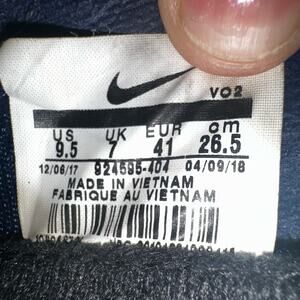 VO2
US UK EUR cm
9.5 7 41 26.5
12/06/17 924595-404 04/09/18
MADE IN VIETNAM
FABRIQUE AU VIETNAM